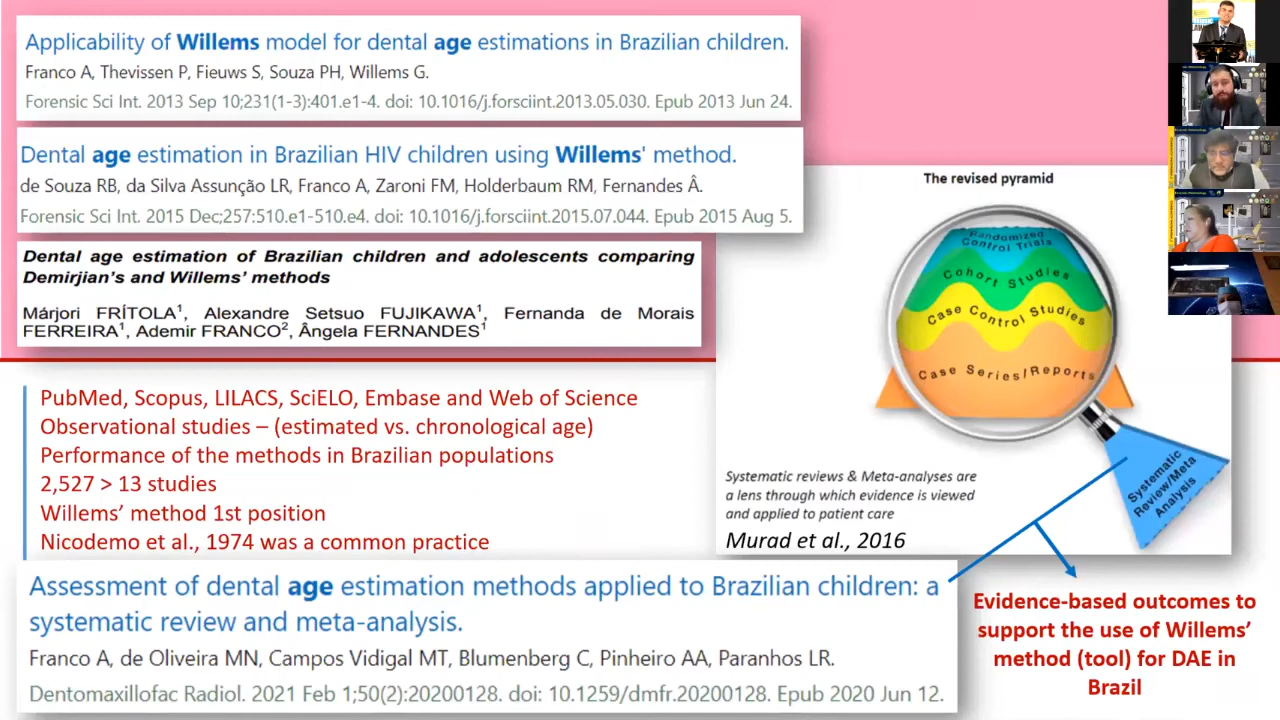 Applicability of Willems model for dental age estimations in Brazilian children.
Franco A, Thevissen P, Fieuws S, Souza PH, Willems G.
Forensic Sci Int. 2013 Sep 10;231(1-3):401.e1-4. doi: 10.1016/j.forsciint.2013.05.030. Epub 2013 Jun 24.
Dental age estimation in Brazilian HIV children using Willems' method.
de Souza RB, da Silva Assunção LR, Franco A, Zaroni FM, Holderbaum RM, Fernandes Â.
Forensic Sci Int. 2015 Dec;257:510.e1-510.e4. doi: 10.1016/j.forsciint.2015.07.044. Epub 2015 Aug 5.
Dental age estimation of Brazilian children and adolescents comparing
Demirjian's and Willems' methods
Márjori FRÍTOLA1, Alexandre Setsuo FUJIKAWA1, Fernanda de Morais
FERREIRA1, Ademir FRANCO2, Ângela FERNANDES1
PubMed, Scopus, LILACS, SciELO, Embase and Web of Science
Observational studies – (estimated vs. chronological age)
Performance of the methods in Brazilian populations
2,527 > 13 studies
Willems' method 1st position
Nicodemo et al., 1974 was a common practice
Assessment of dental age estimation methods applied to Brazilian children: a
systematic review and meta-analysis.
Franco A, de Oliveira MN, Campos Vidigal MT, Blumenberg C, Pinheiro AA, Paranhos LR.
Dentomaxillofac Radiol. 2021 Feb 1;50(2):20200128. doi: 10.1259/dmfr.20200128. Epub 2020 Jun 12.
The revised pyramid
Randomized
Control Trials
Cohort Studies
Case Control Studies
Case Series/Reports
Systematic
Review/Meta
Analysis
Systematic reviews & Meta-analyses are
a lens through which evidence is viewed
and applied to patient care
Murad et al., 2016
Evidence-based outcomes to
support the use of Willems'
method (tool) for DAE in
Brazil